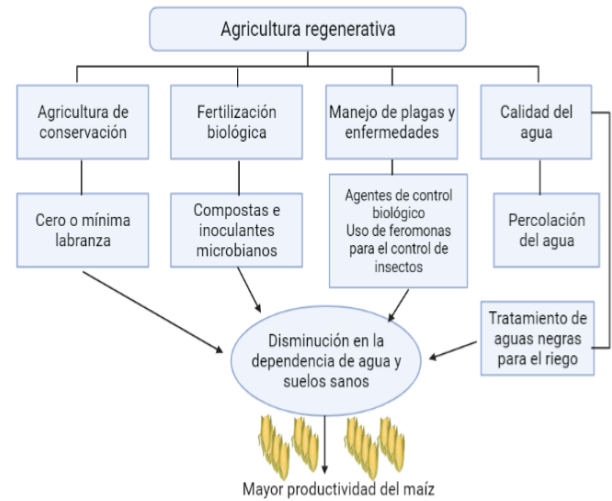 Agricultura regenerativa
Agricultura de
conservación
Fertilización
biológica
Manejo de plagas y
enfermedades
Calidad del
agua
Cero o mínima
labranza
Compostas e
inoculantes
microbianos
Agentes de control
biológico
Uso de feromonas
para el control de
insectos
Percolación
del agua
Tratamiento de
aguas negras
para el riego
Disminución en la
dependencia de agua y
suelos sanos
Mayor productividad del maíz